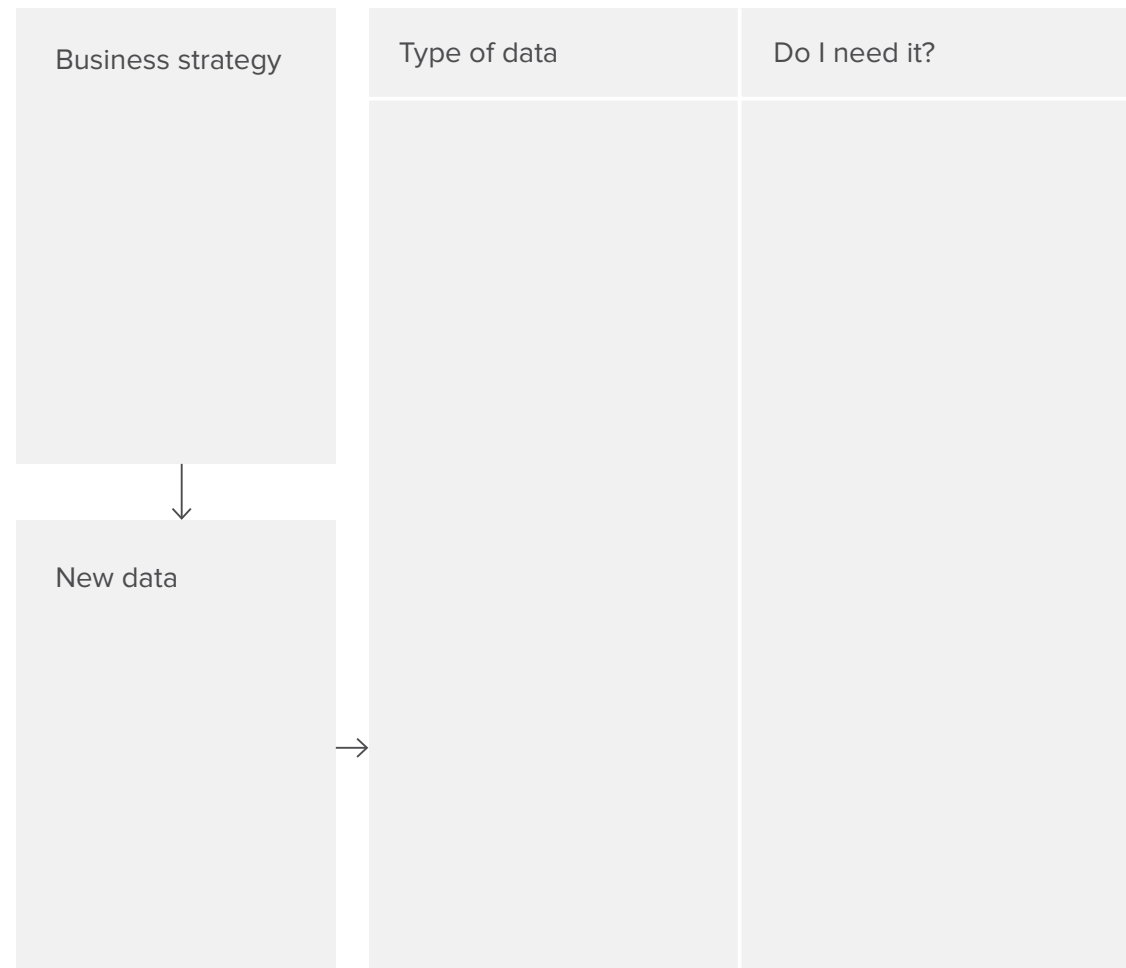 Business strategy
Type of data
Do I need it?
New data